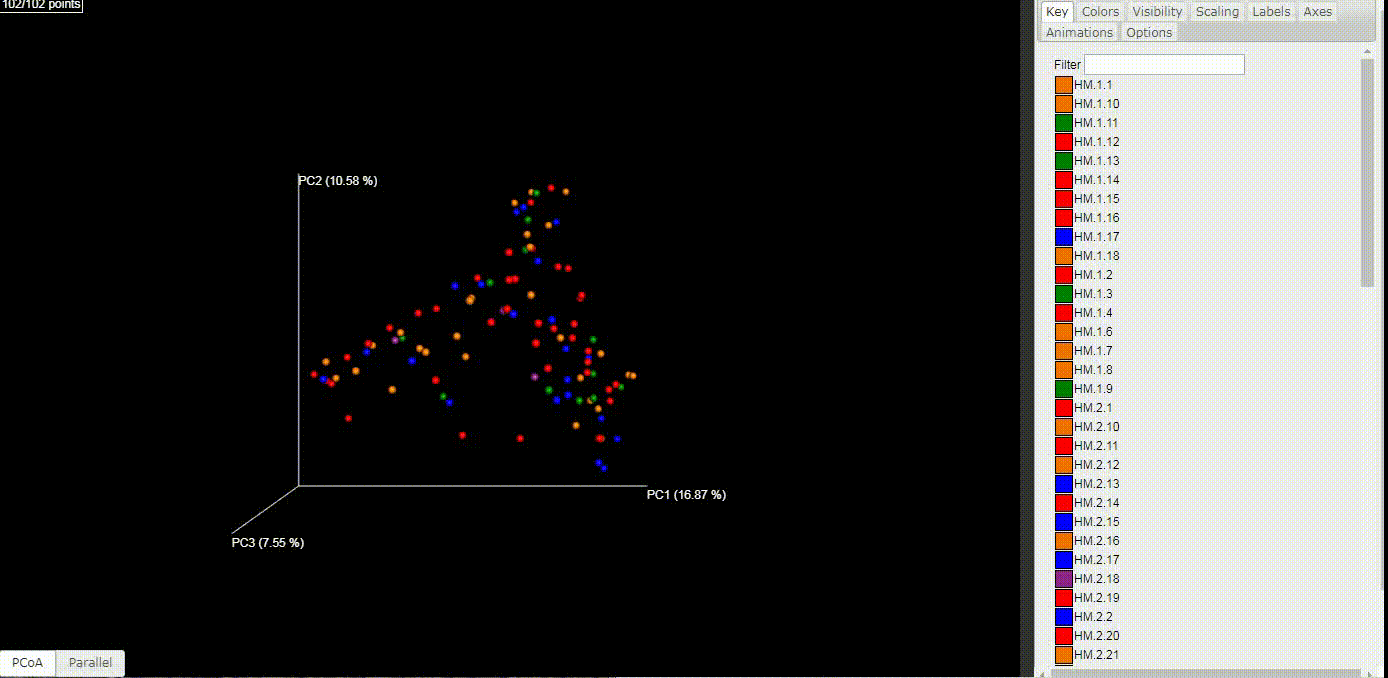 102/102 points
PC2 (10.58 %)
PC1 (16.87 %)
PC3 (7.55 %)
PCoA Parallel
Key Colors Visibility Scaling Labels Axes
Animations Options
Filter
HM.1.1
HM.1.10
HM.1.11
HM.1.12
HM.1.13
HM.1.14
HM.1.15
HM.1.16
HM.1.17
HM.1.18
HM.1.2
HM.1.3
HM.1.4
HM.1.6
HM.1.7
HM.1.8
HM.1.9
HM.2.1
HM.2.10
HM.2.11
HM.2.12
HM.2.13
HM.2.14
HM.2.15
HM.2.16
HM.2.17
HM.2.18
HM.2.19
HM.2.2
HM.2.20
HM.2.21